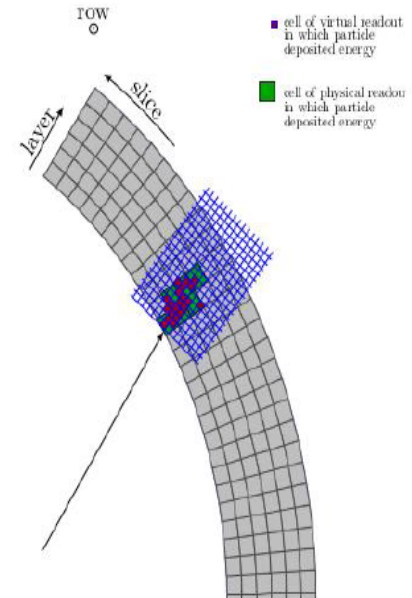 row
slice
layer
cell of virtual readout
in which particle
deposited energy
cell of physical readou
in which particle
deposited energy